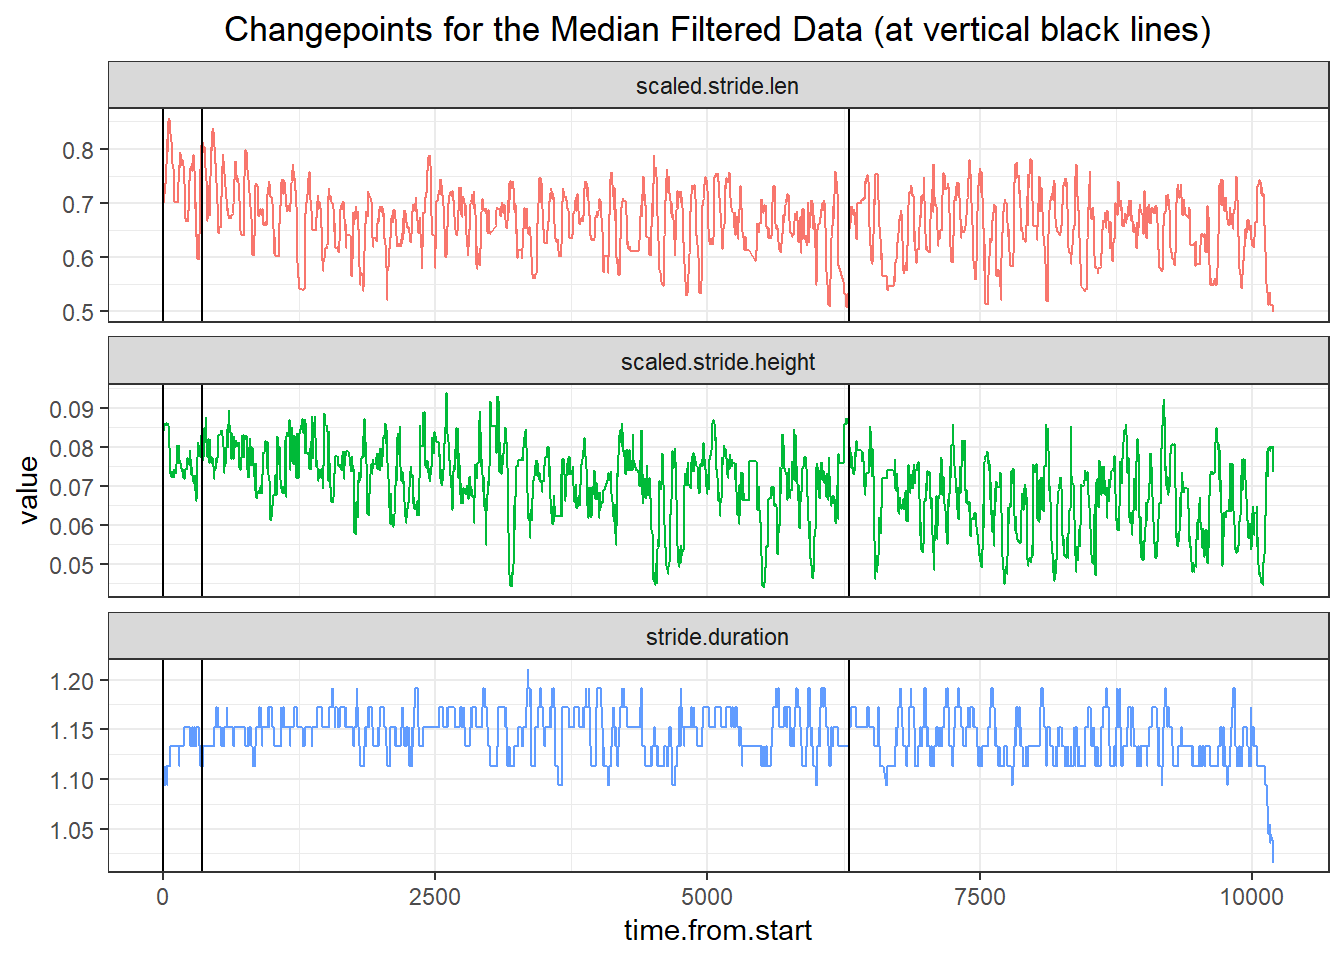 Changepoints for the Median Filtered Data (at vertical black lines)
scaled.stride.len
0.8
0.7
0.6
0.5
scaled.stride.height
0.09
0.08
0.07
0.06
0.05
value
stride.duration
1.20
1.15
1.10
1.05
0 2500 5000 7500 10000
time.from.start